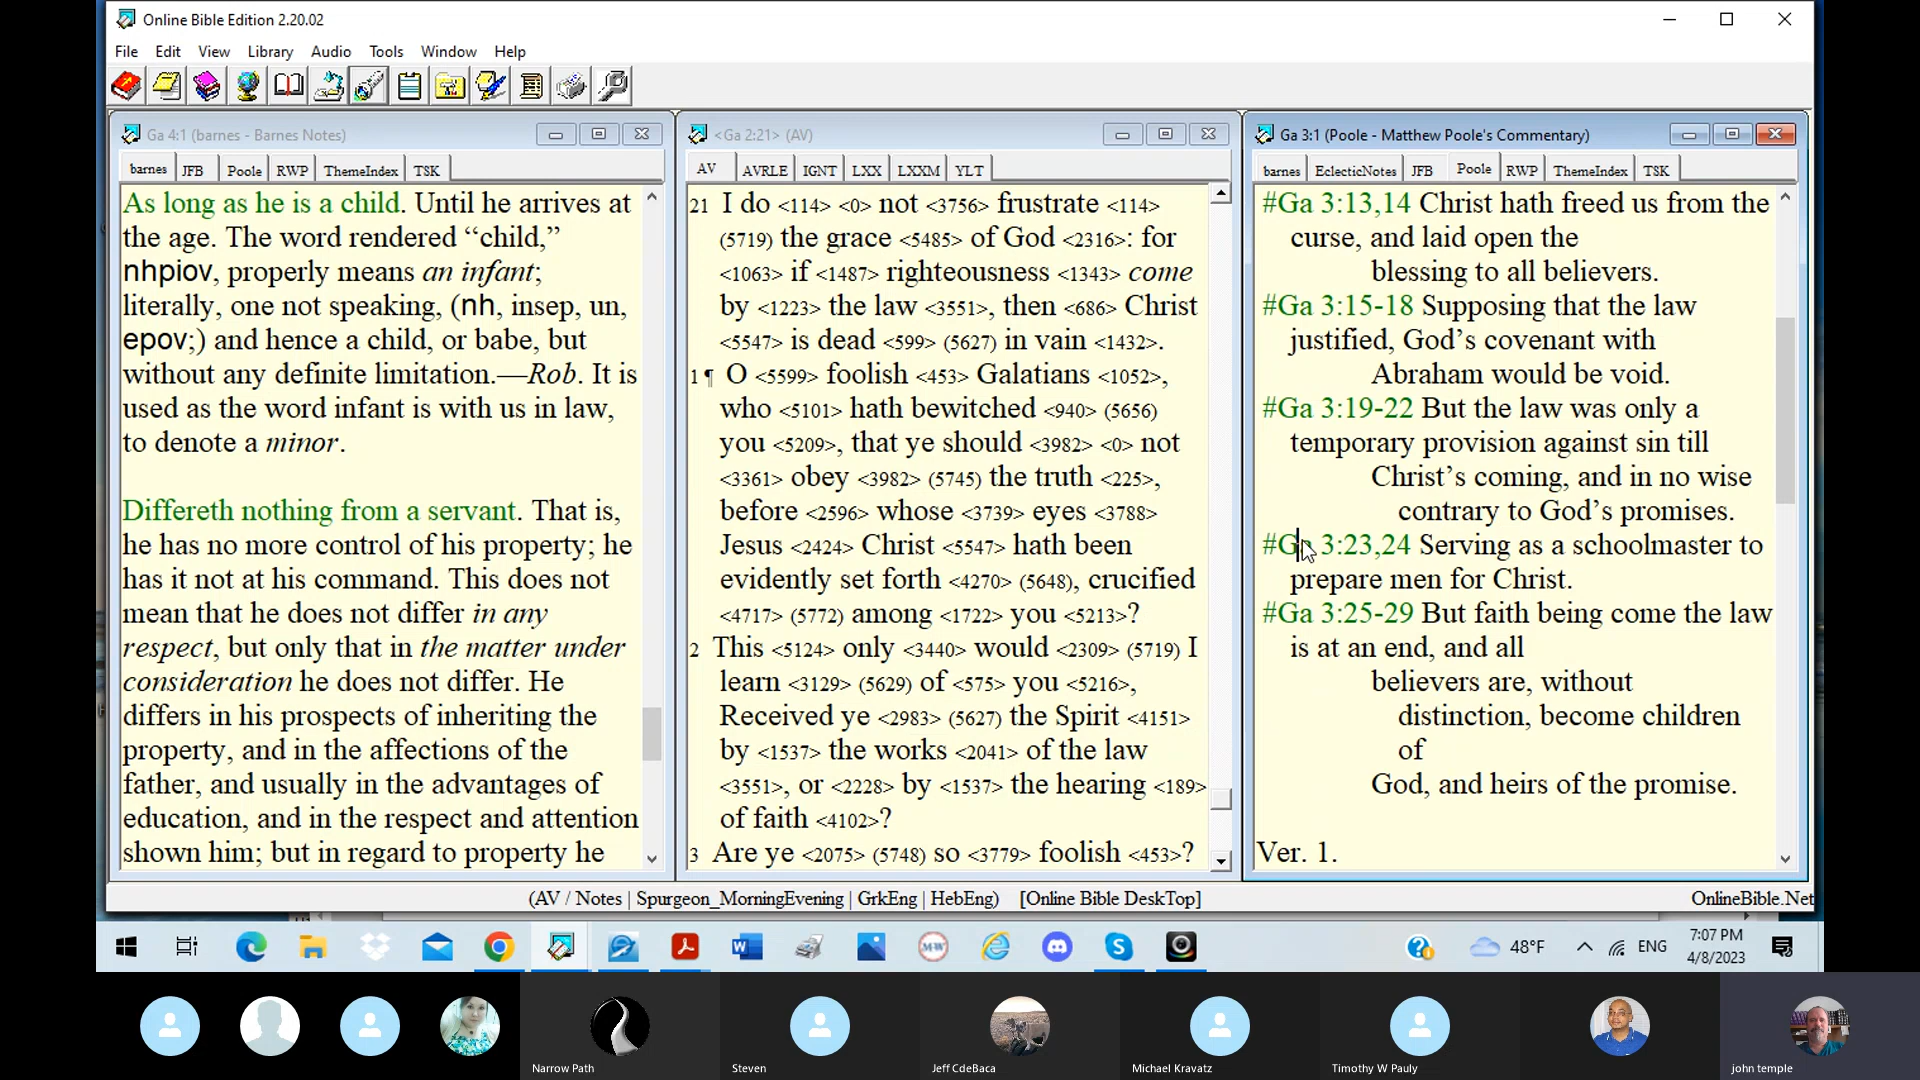 Online Bible Edition 2.20.02
File Edit View Library Audio Tools Window Help
Ga 4:1 (barnes - Barnes Notes)
barnes JFB Poole RWP ThemeIndex TSK
As long as he is a child. Until he arrives at
the age. The word rendered “child,”
nhpiov, properly means an infant;
literally, one not speaking, (nh, insep, un,
epov;) and hence a child, or babe, but
without any definite limitation.—Rob. It is
used as the word infant is with us in law,
to denote a minor.
Differeth nothing from a servant. That is,
he has no more control of his property; he
has it not at his command. This does not
mean that he does not differ in any
respect, but only that in the matter under
consideration he does not differ. He
differs in his prospects of inheriting the
property, and in the affections of the
father, and usually in the advantages of
education, and in the respect and attention
shown him; but in regard to property he
<Ga 2:21> (AV)
AV AVRLE IGNT LXX LXXM YLT
21 I do <114> <0> not <3756> frustrate <114>
(5719) the grace <5485> of God <2316>: for
<1063> if <1487> righteousness <1343> come
by <1223> the law <3551>, then <686> Christ
<5547> is dead <599> (5627) in vain <1432>.
1 ¶ O <5599> foolish <453> Galatians <1052>,
who <5101> hath bewitched <940> (5656)
you <5209>, that ye should <3982> <0> not
<3361> obey <3982> (5745) the truth <225>,
before <2596> whose <3739> eyes <3788>
Jesus <2424> Christ <5547> hath been
evidently set forth <4270> (5648), crucified
<4717> (5772) among <1722> you <5213>?
2 This <5124> only <3440> would <2309> (5719) I
learn <3129> (5629) of <575> you <5216>,
Received ye <2983> (5627) the Spirit <4151>
by <1537> the works <2041> of the law
<3551>, or <2228> by <1537> the hearing <189>
of faith <4102>?
3 Are ye <2075> (5748) so <3779> foolish <453>?
Ga 3:1 (Poole - Matthew Poole's Commentary)
barnes EclecticNotes JFB Poole RWP ThemeIndex TSK
#Ga 3:13,14 Christ hath freed us from the
curse, and laid open the
blessing to all believers.
#Ga 3:15-18 Supposing that the law
justified, God’s covenant with
Abraham would be void.
#Ga 3:19-22 But the law was only a
temporary provision against sin till
Christ’s coming, and in no wise
contrary to God’s promises.
#Ga 3:23,24 Serving as a schoolmaster to
prepare men for Christ.
#Ga 3:25-29 But faith being come the law
is at an end, and all
believers are, without
distinction, become children
of
God, and heirs of the promise.
Ver. 1.
(AV / Notes | Spurgeon_MorningEvening | GrkEng | HebEng) [Online Bible DeskTop]
OnlineBible.Net
48°F
ENG
7:07 PM
4/8/2023
Narrow Path
Steven
Jeff CdeBaca
Michael Kravatz
Timothy W Pauly
john temple